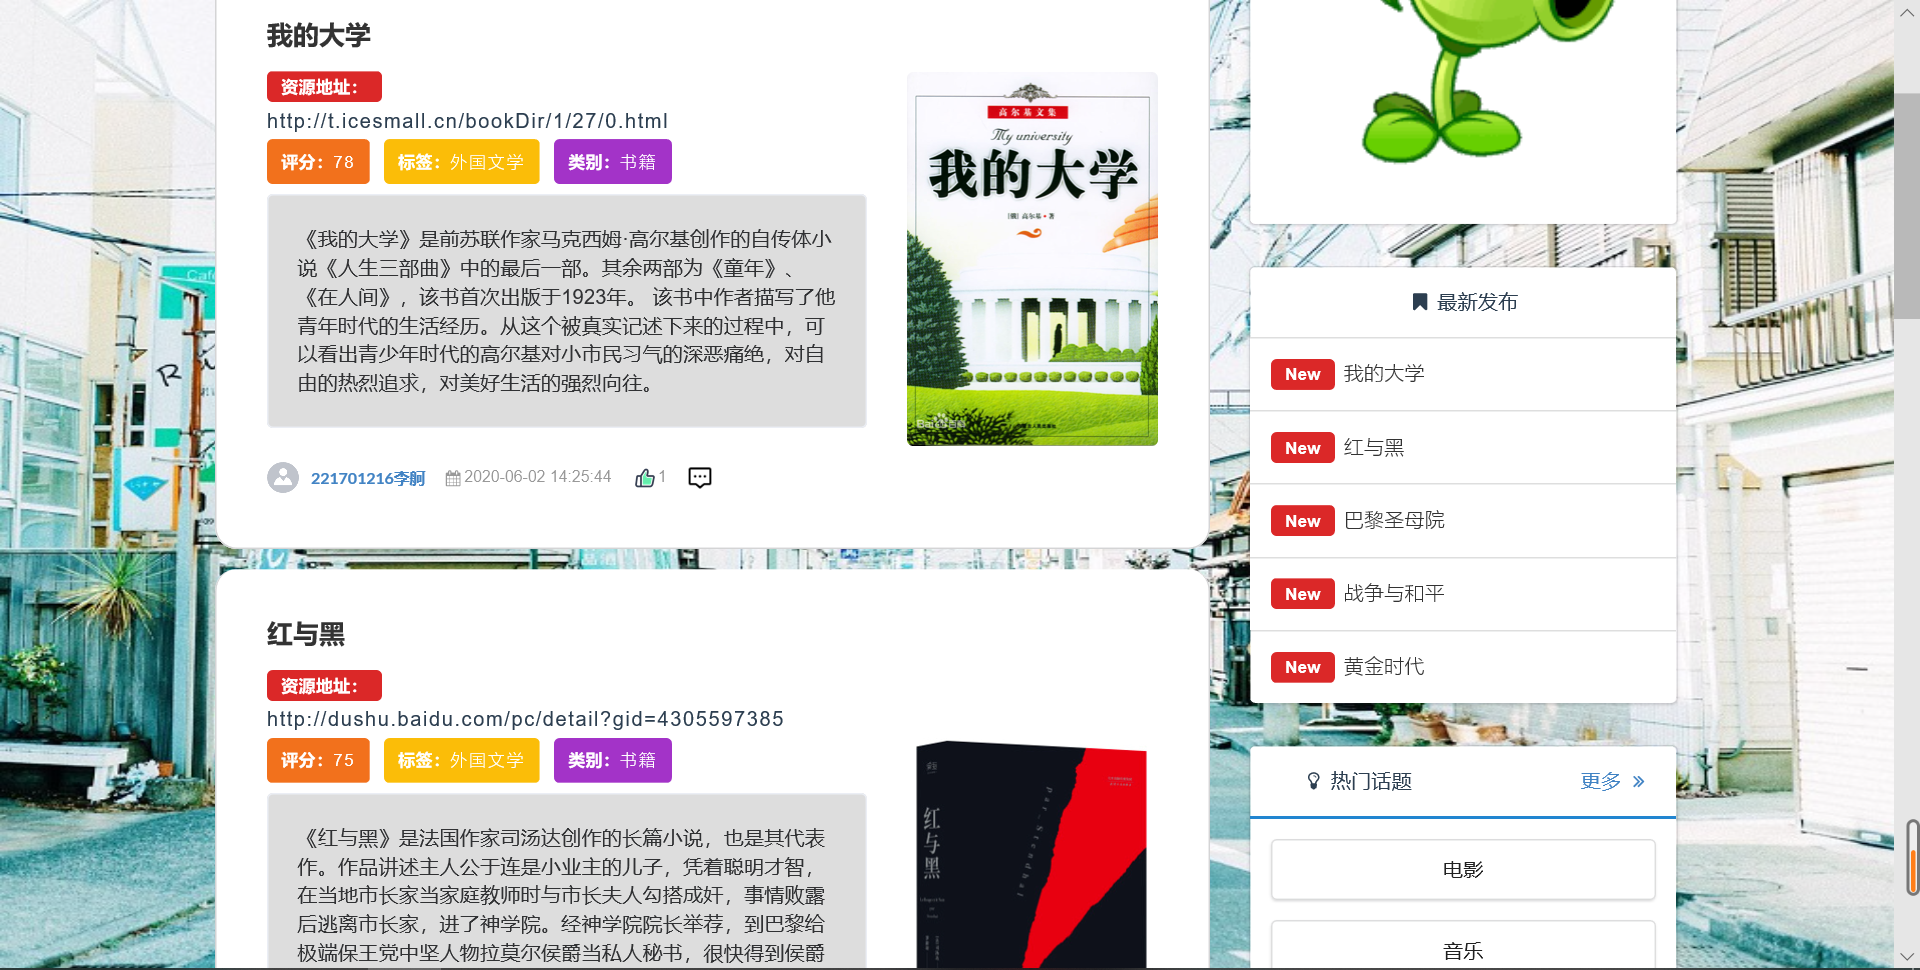 我的大学
资源地址：
http://t.icesmall.cn/bookDir/1/27/0.html
评分：78
标签：外国文学
类别：书籍
《我的大学》是前苏联作家马克西姆·高尔基创作的自传体小
说《人生三部曲》中的最后一部。其余两部为《童年》、
《在人间》，该书首次出版于1923年。 该书中作者描写了他
青年时代的生活经历。从这个被真实记述下来的过程中，可
以看出青少年时代的高尔基对小市民习气的深恶痛绝，对自
由的热烈追求，对美好生活的强烈向往。
221701216李舸
2020-06-02 14:25:44
1
高尔基文集
My university
我的大学
[俄] 高尔基·著
红与黑
资源地址：
http://dushu.baidu.com/pc/detail?gid=4305597385
评分：75
标签：外国文学
类别：书籍
《红与黑》是法国作家司汤达创作的长篇小说，也是其代表
作。作品讲述主人公于连是小业主的儿子，凭着聪明才智，
在当地市长家当家庭教师时与市长夫人勾搭成奸，事情败露
后逃离市长家，进了神学院。经神学院院长举荐，到巴黎给
极端保王党中坚人物拉莫尔侯爵当私人秘书，很快得到侯爵
红与黑
最新发布
New 我的大学
New 红与黑
New 巴黎圣母院
New 战争与和平
New 黄金时代
热门话题
更多
电影
音乐
Cafe